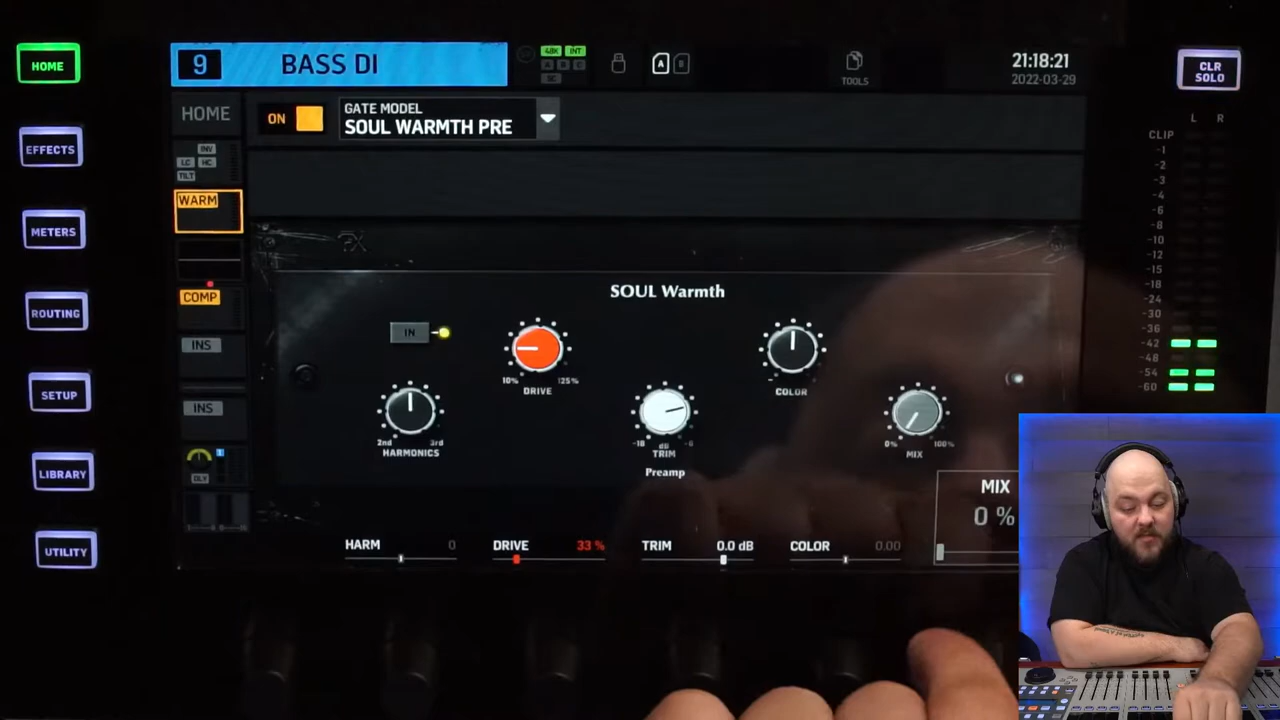 HOME
EFFECTS
METERS
ROUTING
SETUP
LIBRARY
UTILITY
9 BASS DI
48K INT
A B C
SC
A B
TOOLS
21:18:21
2022-03-29
CLR
SOLO
HOME
INV
LC HC
TILT
WARM
COMP
INS
INS
DLY
ON
GATE MODEL
SOUL WARMTH PRE
FX
SOUL Warmth
IN
10% 125%
DRIVE
2nd 3rd
HARMONICS
-18 dB -6
TRIM
Preamp
- 
COLOR
0% 100%
MIX
HARM 0
DRIVE 33 %
TRIM 0.0 dB
COLOR 0.00
MIX
0 %
L R
CLIP
-1
-2
-3
-4
-6
-8
-10
-12
-15
-18
-24
-30
-36
-42
-48
-54
-60